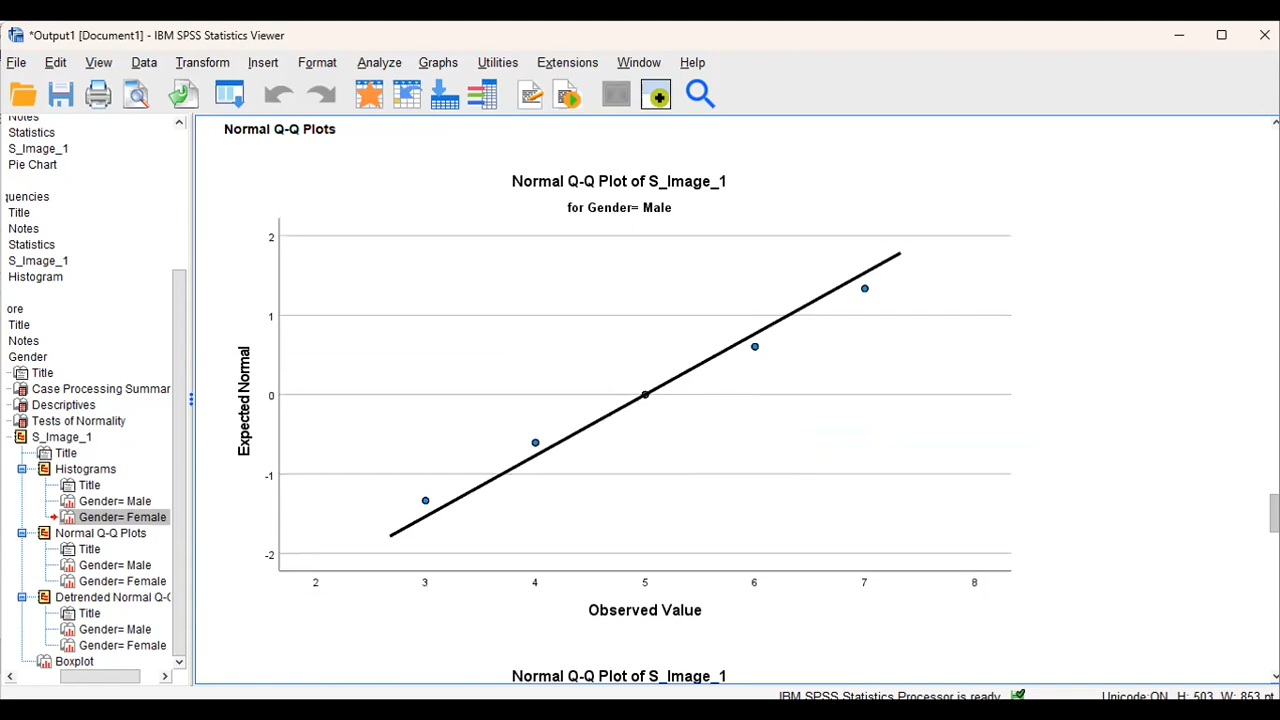 *Output1 [Document1] - IBM SPSS Statistics Viewer
File Edit View Data Transform Insert Format Analyze Graphs Utilities Extensions Window Help
Notes
Statistics
S_Image_1
Pie Chart
quencies
Title
Notes
Statistics
S_Image_1
Histogram
ore
Title
Notes
Gender
Title
Case Processing Summar
Descriptives
Tests of Normality
S_Image_1
Title
Histograms
Title
Gender= Male
Gender= Female
Normal Q-Q Plots
Title
Gender= Male
Gender= Female
Detrended Normal Q-Q
Title
Gender= Male
Gender= Female
Boxplot
Normal Q-Q Plots
Normal Q-Q Plot of S_Image_1
for Gender= Male
Expected Normal
2
1
0
-1
-2
2 3 4 5 6 7 8
Observed Value
Normal Q-Q Plot of S_Image_1
IBM SPSS Statistics Processor is ready Unicode:ON H: 503, W: 853 pt